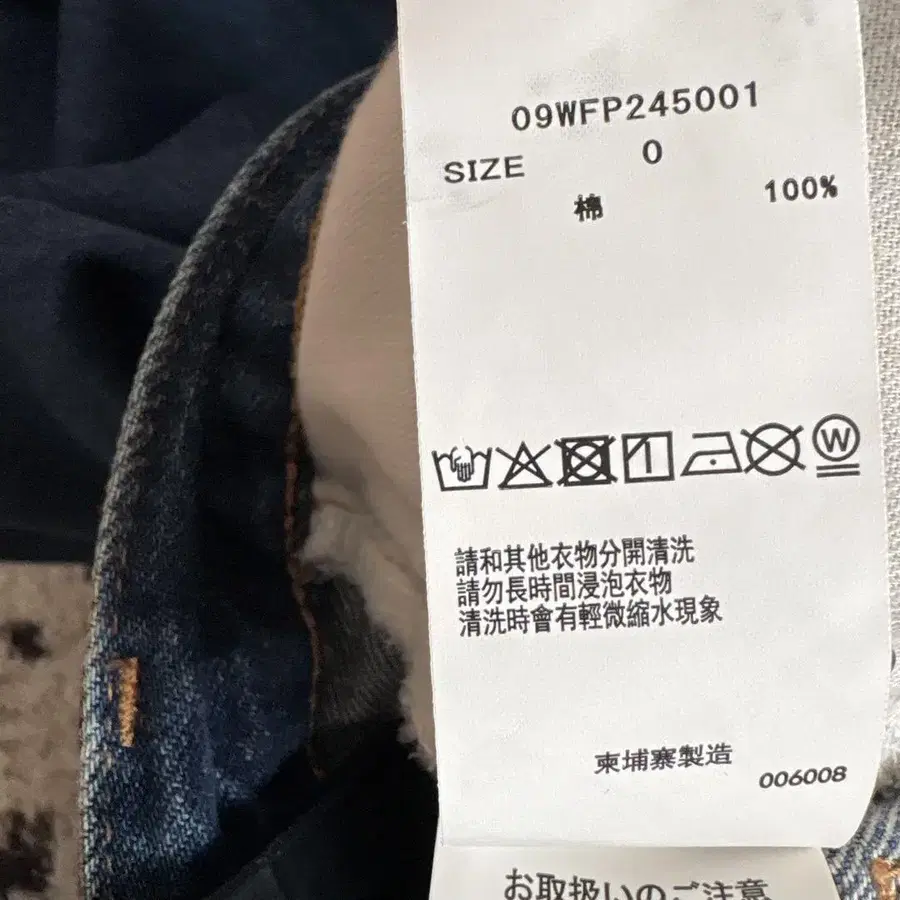 09WFP245001
SIZE 0
棉 100%
W
請和其他衣物分開清洗
請勿長時間浸泡衣物
清洗時會有輕微縮水現象
柬埔寨製造
006008
お取扱いのご注意